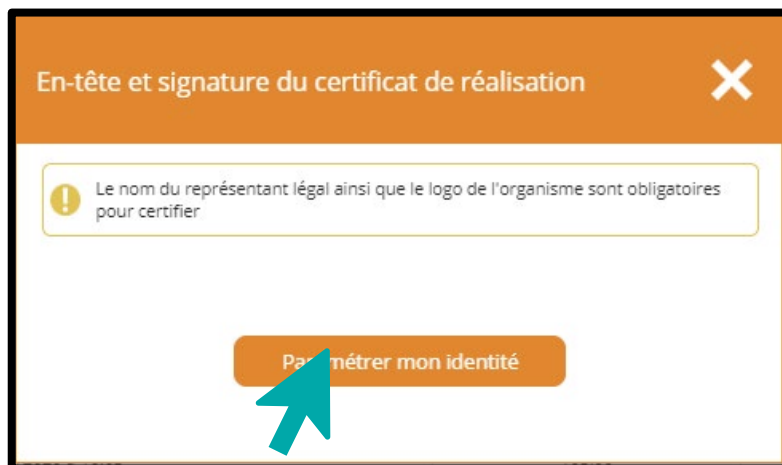 En-tête et signature du certificat de réalisation
Le nom du représentant légal ainsi que le logo de l'organisme sont obligatoires
pour certifier
Paramétrer mon identité